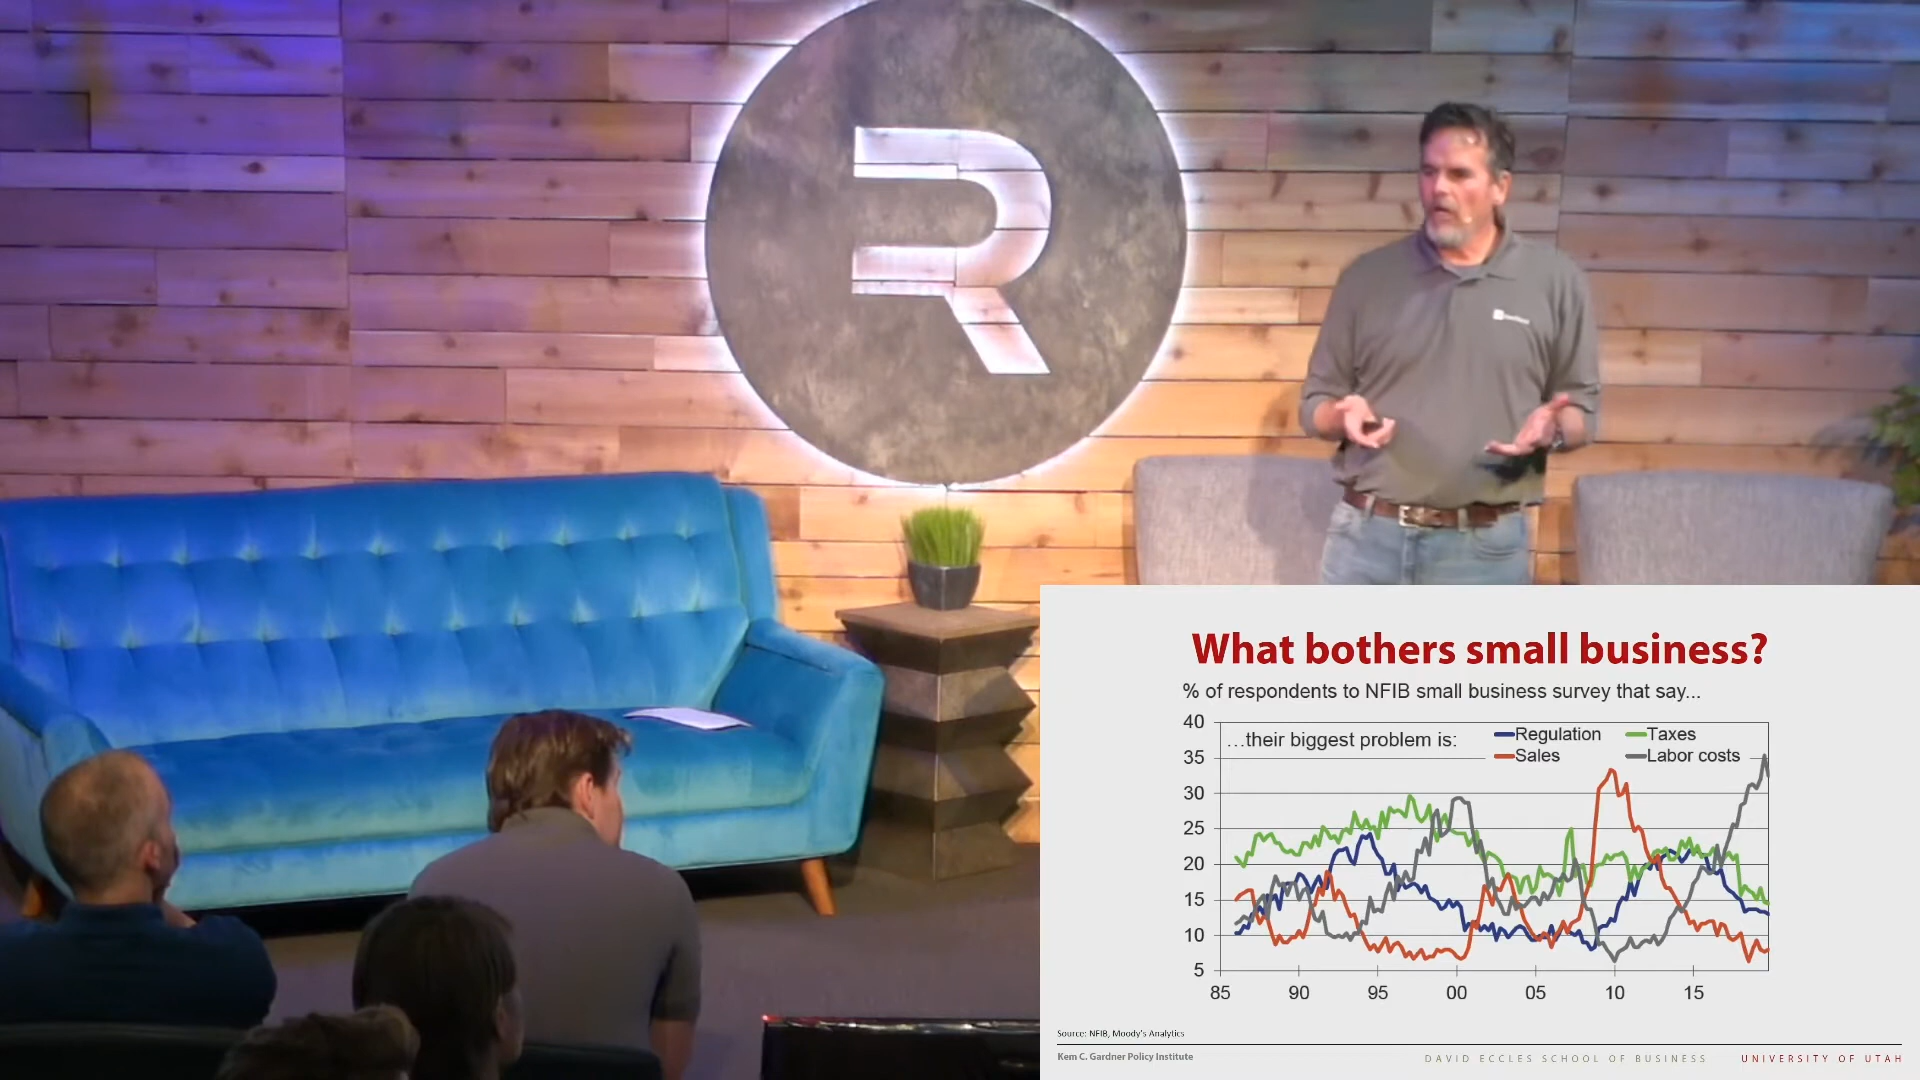 R
What bothers small business?
% of respondents to NFIB small business survey that say...
...their biggest problem is:
Regulation
Taxes
Sales
Labor costs
40
35
30
25
20
15
10
5
85 90 95 00 05 10 15
Source: NFIB, Moody's Analytics
Kem C. Gardner Policy Institute
DAVID ECCLES SCHOOL OF BUSINESS UNIVERSITY OF UTAH